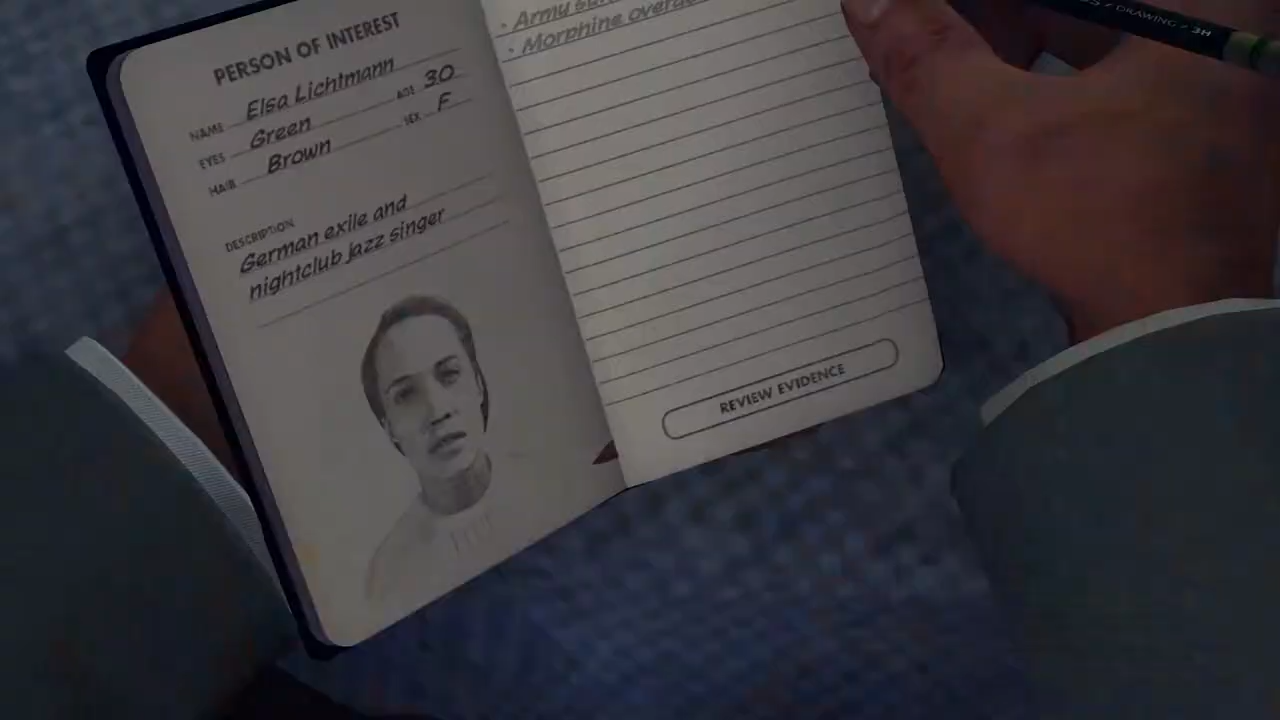 PERSON OF INTEREST
NAME Elsa Lichtmann
EYES Green AGE 30
HAIR Brown SEX F
DESCRIPTION
German exile and
nightclub jazz singer
· Army
· Morphine
REVIEW EVIDENCE
DRAWING / 3H